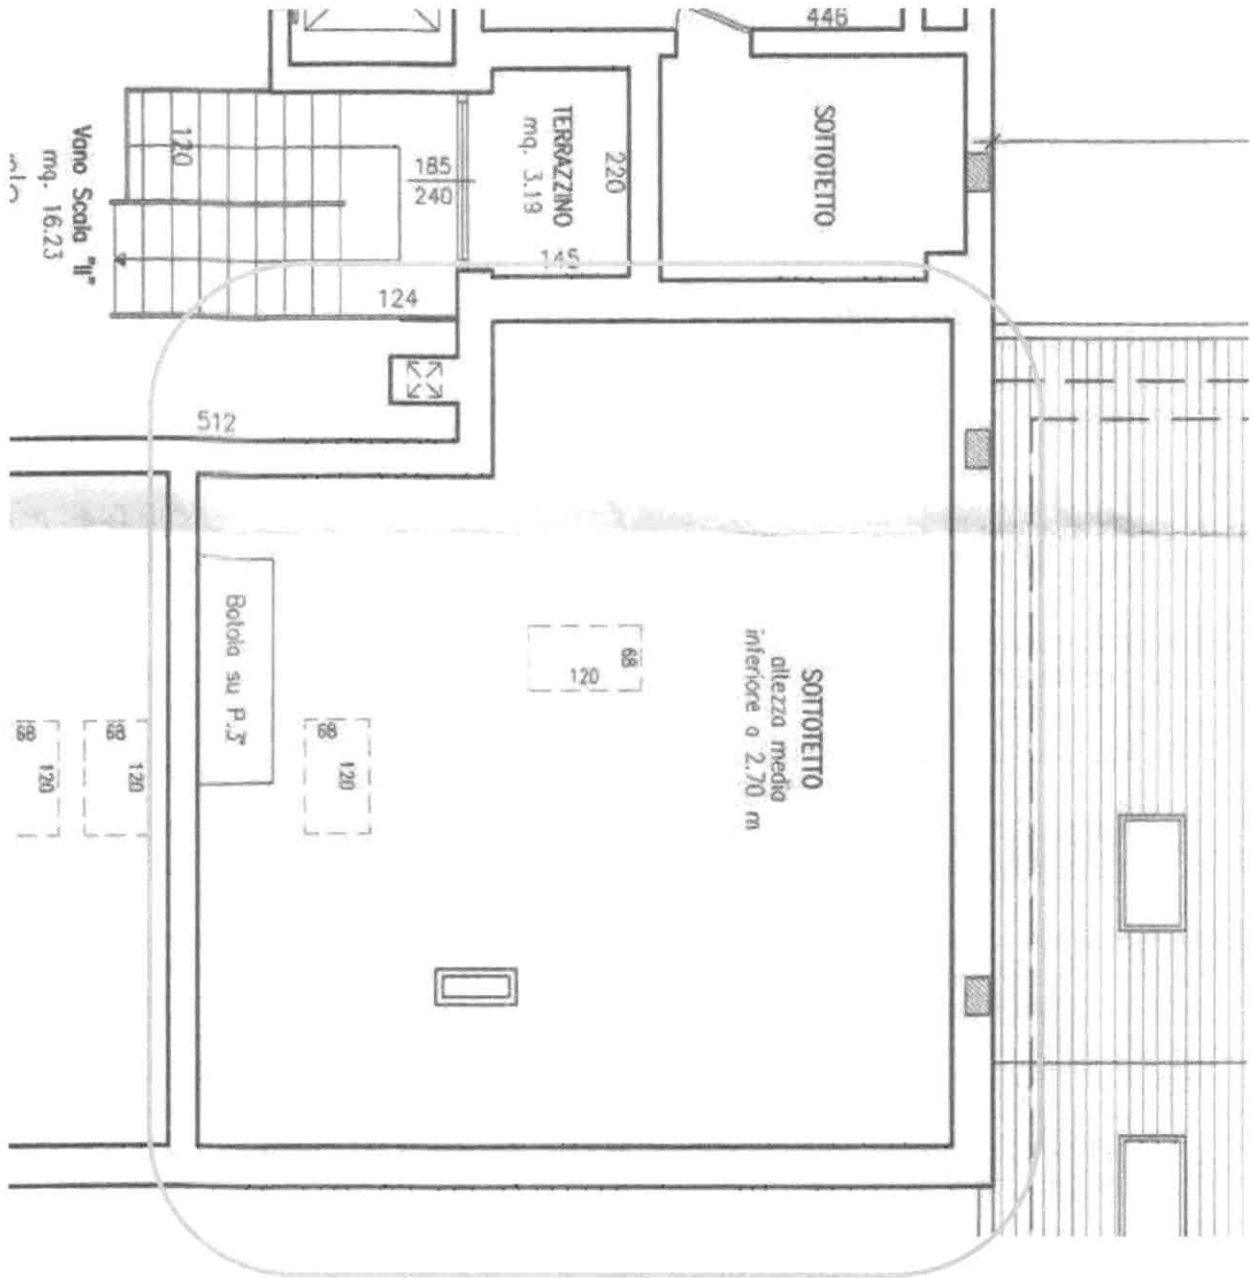 446
SOTTOTETTO
TERRAZZINO
mq. 3.19
220
145
185
240
120
Vano Scala "II"
mq. 16.23
124
512
Botola su P.3°
68
120
SOTTOTETTO
altezza media
inferiore a 2.70 m
68
120
68
120
68
120